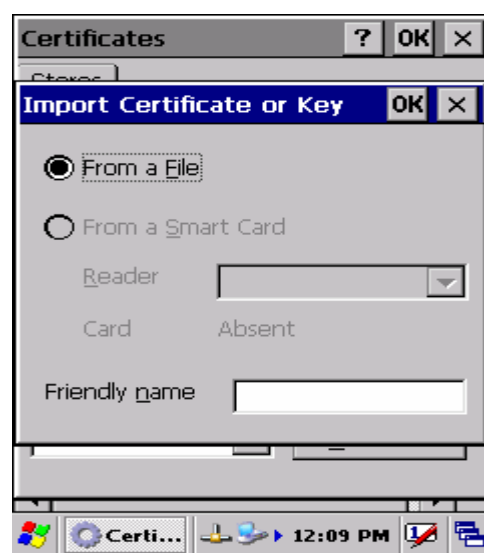 Certificates ? OK ×
Stores
Import Certificate or Key OK ×
From a File
From a Smart Card
Reader
Card Absent
Friendly name
Certi... 12:09 PM